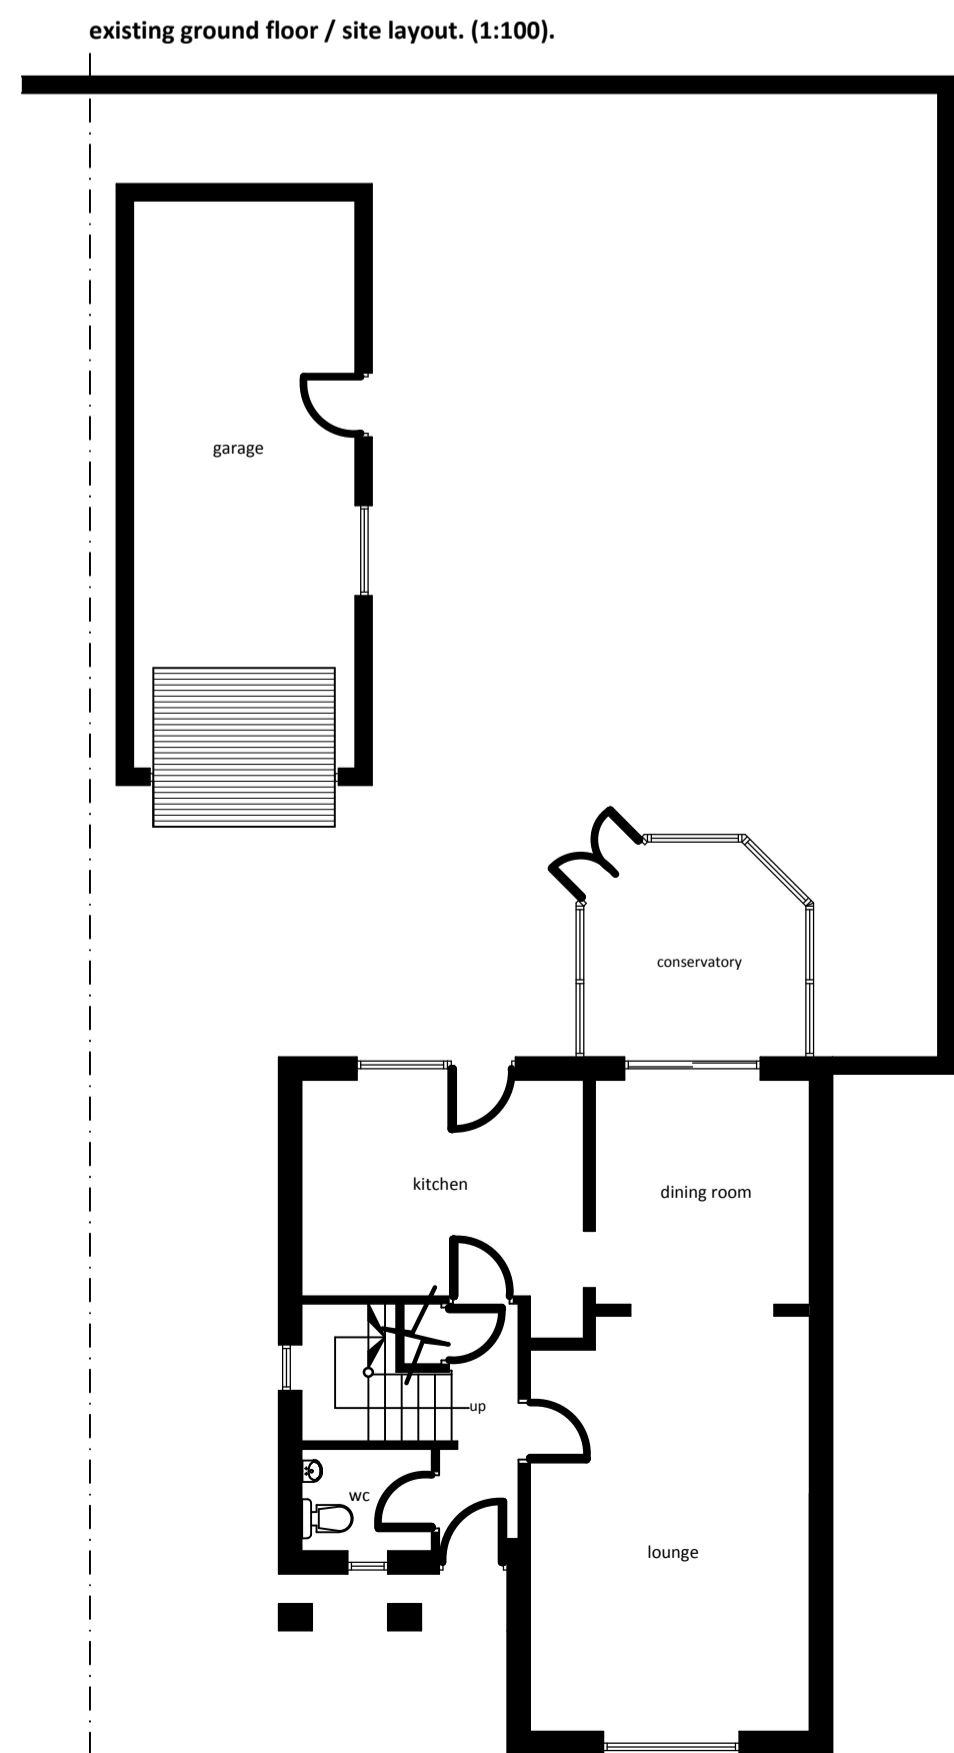 existing ground floor / site layout. (1:100).
garage
conservatory
kitchen
dining room
up
wc
lounge